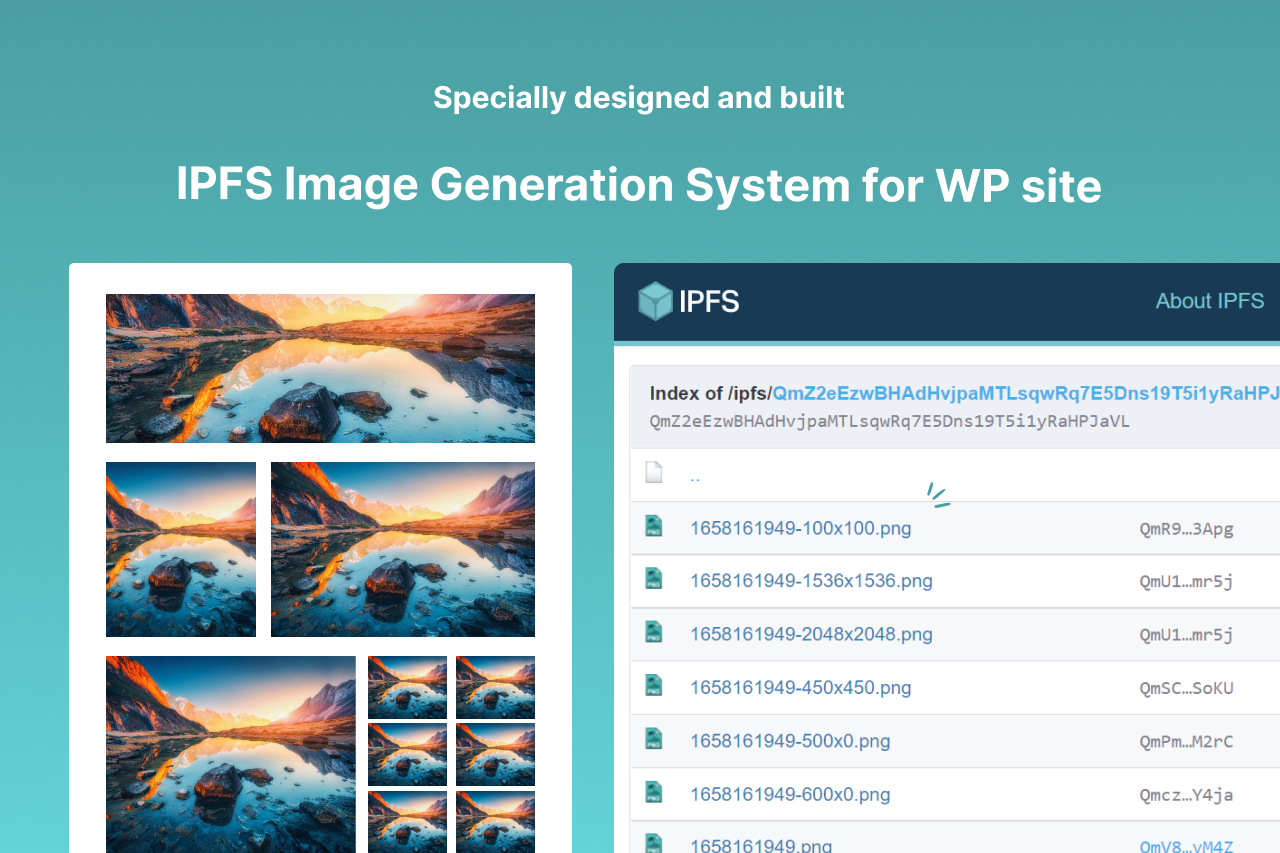 Specially designed and built
IPFS Image Generation System for WP site
IPFS
About IPFS
Index of /ipfs/QmZ2eEzwBHAdHvjpaMTLsqwRq7E5Dns19T5i1yRaHPJ
QmZ2eEzwBHAdHvjpaMTLsqwRq7E5Dns19T5i1yRaHPJaVL
..
1658161949-100x100.png QmR9…3Apg
1658161949-1536x1536.png QmU1…mr5j
1658161949-2048x2048.png QmU1…mr5j
1658161949-450x450.png QmSC…SoKU
1658161949-500x0.png QmPm…M2rC
1658161949-600x0.png Qmcz…Y4ja
1658161949.png QmV8…vM4Z